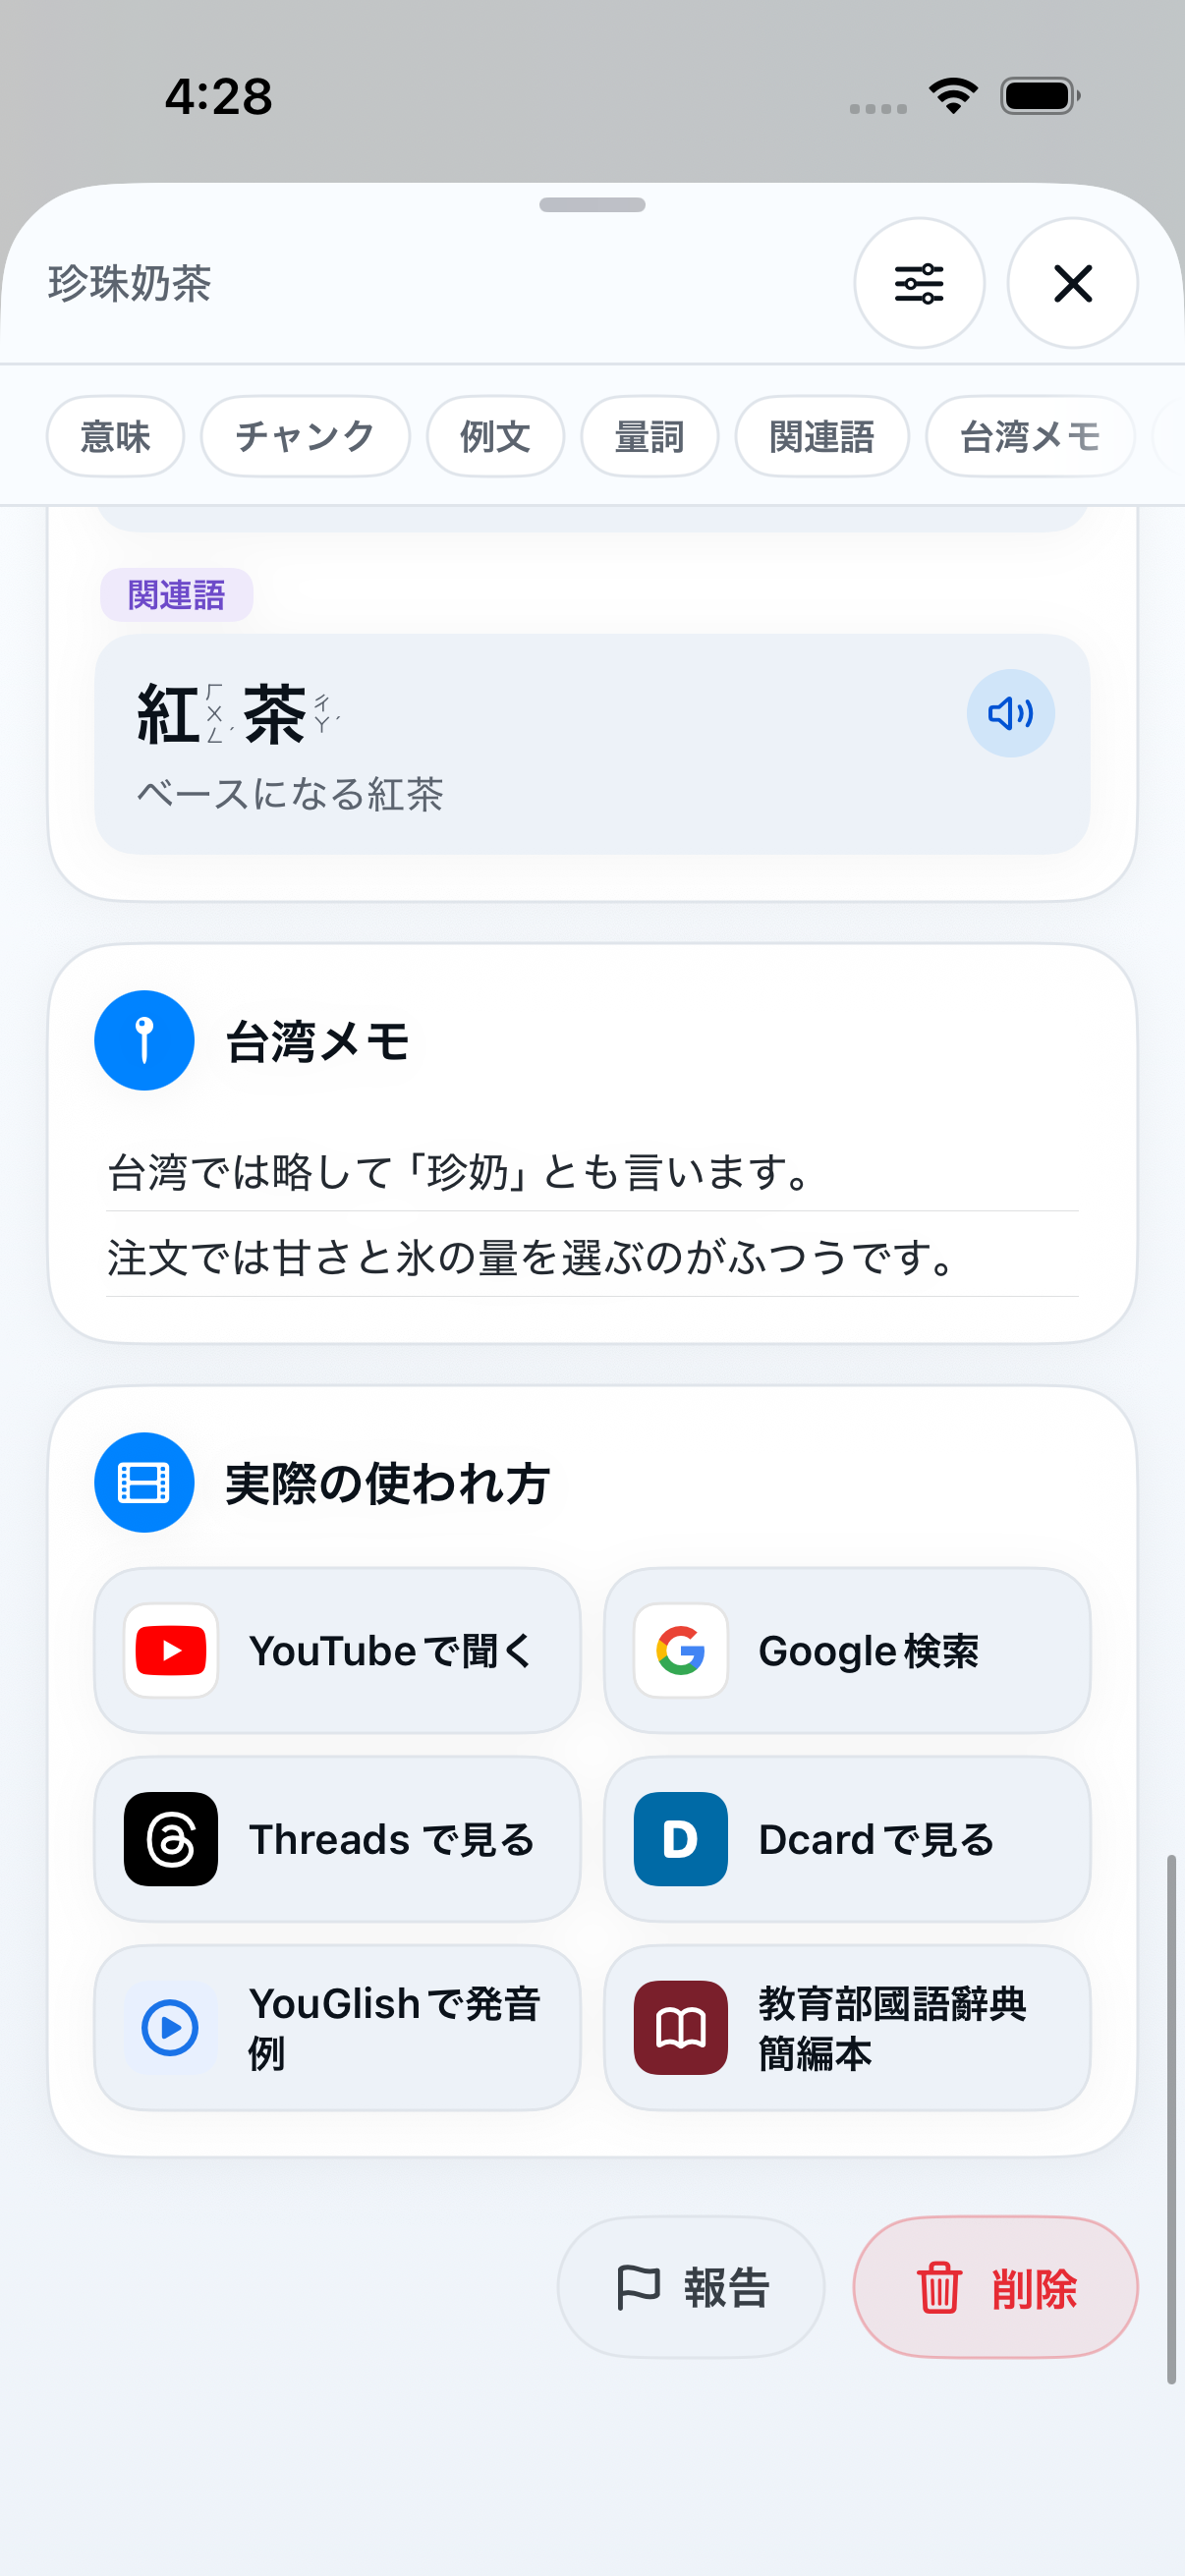 4:28
珍珠奶茶
意味 チャンク 例文 量詞 関連語 台湾メモ
関連語
紅ㄏㄨㄥˊ茶ㄔㄚˊ
ベースになる紅茶
台湾メモ
台湾では略して「珍奶」とも言います。
注文では甘さと氷の量を選ぶのがふつうです。
実際の使われ方
YouTubeで聞く
Google検索
Threads で見る
Dcardで見る
YouGlishで発音
例
教育部國語辭典
簡編本
報告
削除